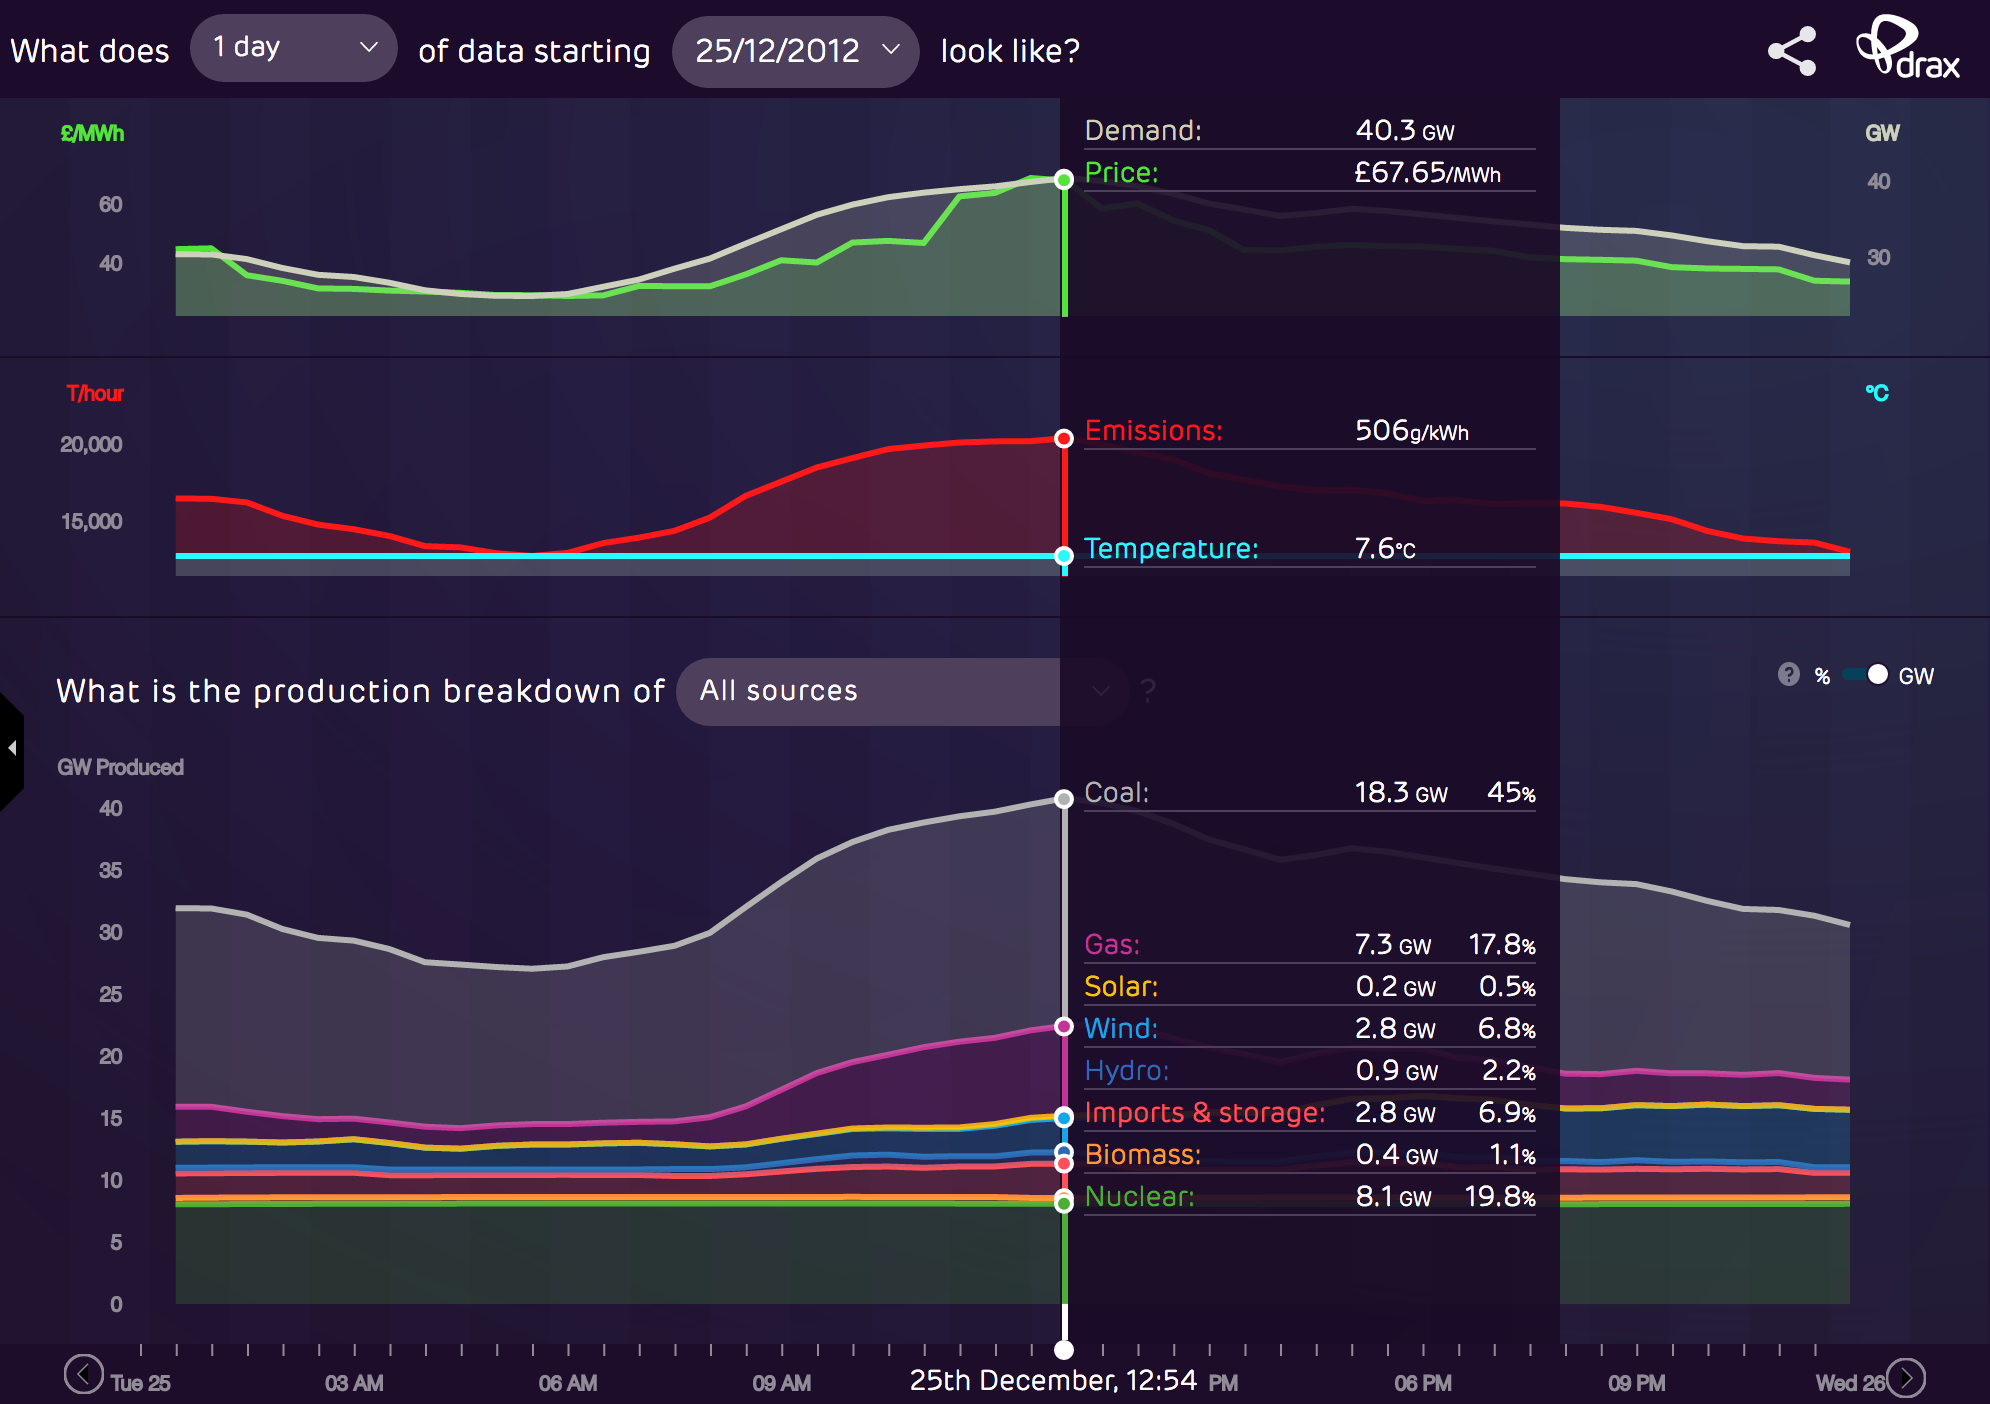 What does 1 day of data starting 25/12/2012 look like?
drax
£/MWh
GW
Demand: 40.3 GW
Price: £67.65/MWh
60
40
40
30
T/hour
°C
20,000
15,000
Emissions: 506g/kWh
Temperature: 7.6°C
What is the production breakdown of All sources ?
? % GW
GW Produced
40
35
30
25
20
15
10
5
0
Coal: 18.3 GW 45%
Gas: 7.3 GW 17.8%
Solar: 0.2 GW 0.5%
Wind: 2.8 GW 6.8%
Hydro: 0.9 GW 2.2%
Imports & storage: 2.8 GW 6.9%
Biomass: 0.4 GW 1.1%
Nuclear: 8.1 GW 19.8%
Tue 25 03 AM 06 AM 09 AM 25th December, 12:54 PM 06 PM 09 PM Wed 26